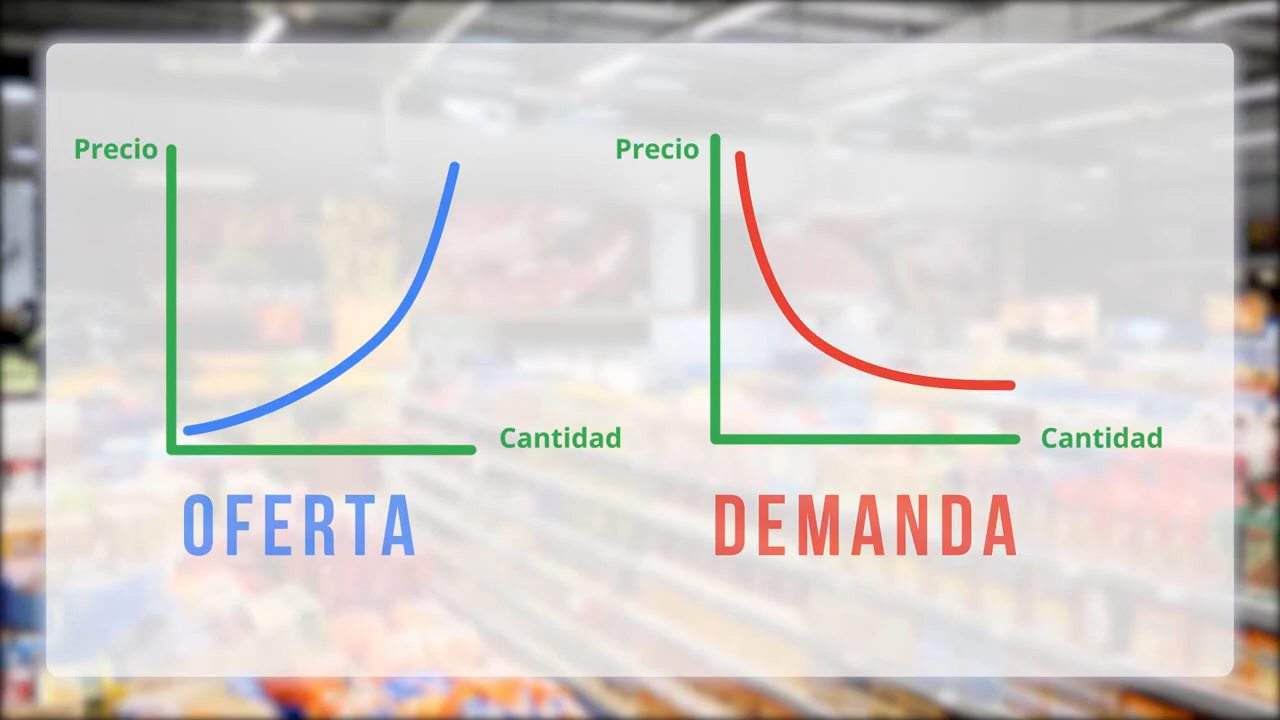 Precio
Cantidad
OFERTA
Precio
Cantidad
DEMANDA